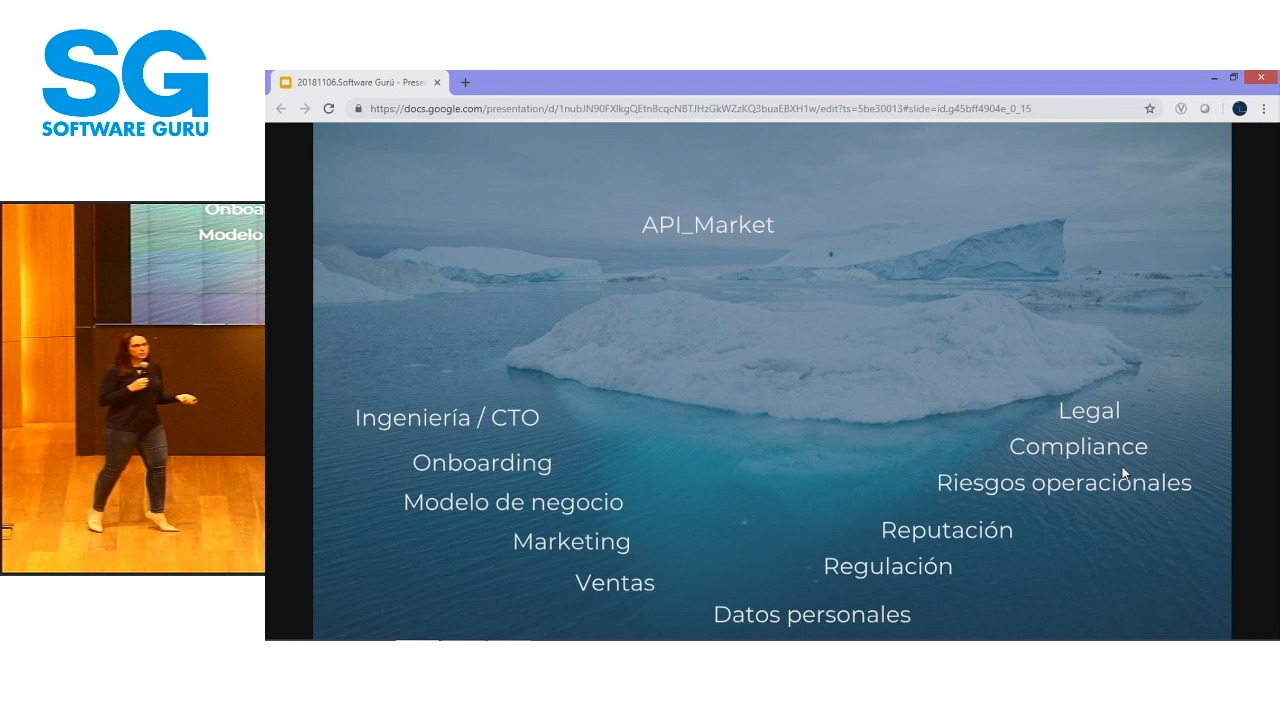 SG
SOFTWARE GURU
20181106.Software Gurú - Prese
https://docs.google.com/presentation/d/1nubJN90FXlkgQEtnBcqcNBTJHzGkWZzKQ3buaEBXH1w/edit?ts=5be30013#slide=id.g45bff4904e_0_15
Onboa
Modelo
API_Market
Ingeniería / CTO
Onboarding
Modelo de negocio
Marketing
Ventas
Legal
Compliance
Riesgos operacionales
Reputación
Regulación
Datos personales